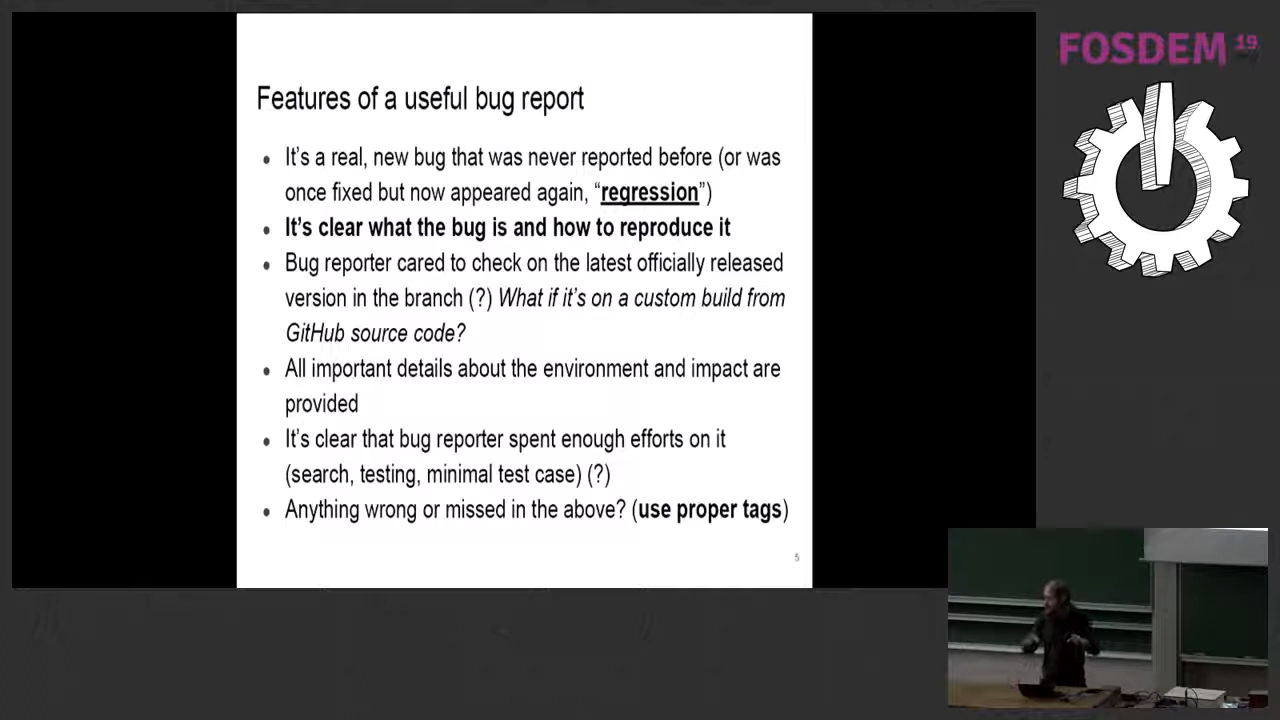 FOSDEM 19
Features of a useful bug report
• It’s a real, new bug that was never reported before (or was
once fixed but now appeared again, “regression”)
• It’s clear what the bug is and how to reproduce it
• Bug reporter cared to check on the latest officially released
version in the branch (?) What if it’s on a custom build from
GitHub source code?
• All important details about the environment and impact are
provided
• It’s clear that bug reporter spent enough efforts on it
(search, testing, minimal test case) (?)
• Anything wrong or missed in the above? (use proper tags)
5